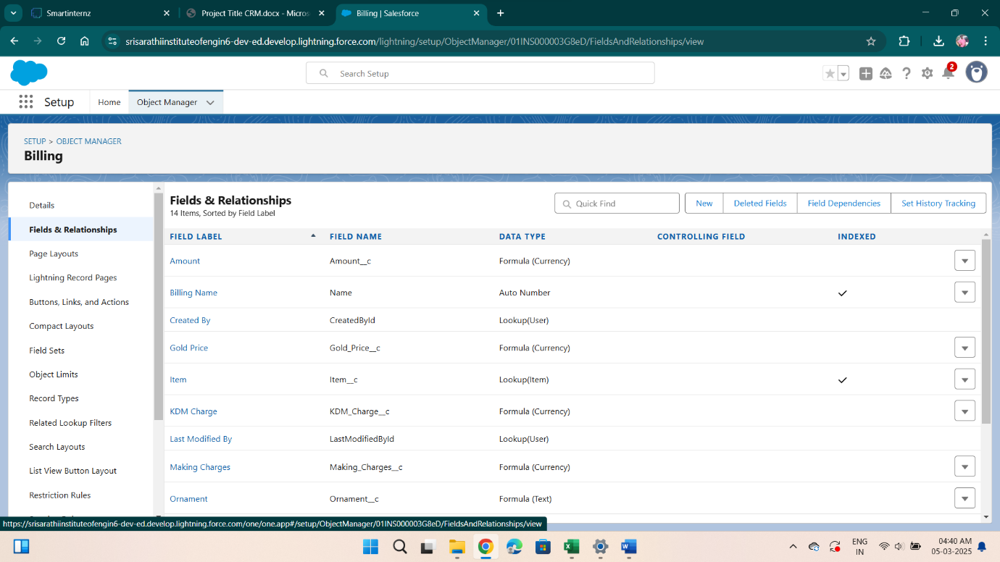 Smartinternz
Project Title CRM.docx - Micros
Billing | Salesforce
srisarathiinstituteofengin6-dev-ed.develop.lightning.force.com/lightning/setup/ObjectManager/01INS000003G8eD/FieldsAndRelationships/view
Search Setup
2
Setup
Home
Object Manager
SETUP > OBJECT MANAGER
Billing
Details
Fields & Relationships
Page Layouts
Lightning Record Pages
Buttons, Links, and Actions
Compact Layouts
Field Sets
Object Limits
Record Types
Related Lookup Filters
Search Layouts
List View Button Layout
Restriction Rules
Fields & Relationships
14 Items, Sorted by Field Label
Quick Find
New
Deleted Fields
Field Dependencies
Set History Tracking
FIELD LABEL FIELD NAME DATA TYPE CONTROLLING FIELD INDEXED
Amount Amount__c Formula (Currency)
Billing Name Name Auto Number
Created By CreatedById Lookup(User)
Gold Price Gold_Price__c Formula (Currency)
Item Item__c Lookup(Item)
KDM Charge KDM_Charge__c Formula (Currency)
Last Modified By LastModifiedById Lookup(User)
Making Charges Making_Charges__c Formula (Currency)
Ornament Ornament__c Formula (Text)
https://srisarathiinstituteofengin6-dev-ed.develop.lightning.force.com/one/one.app#/setup/ObjectManager/01INS000003G8eD/FieldsAndRelationships/view
ENG
IN
04:40 AM
05-03-2025